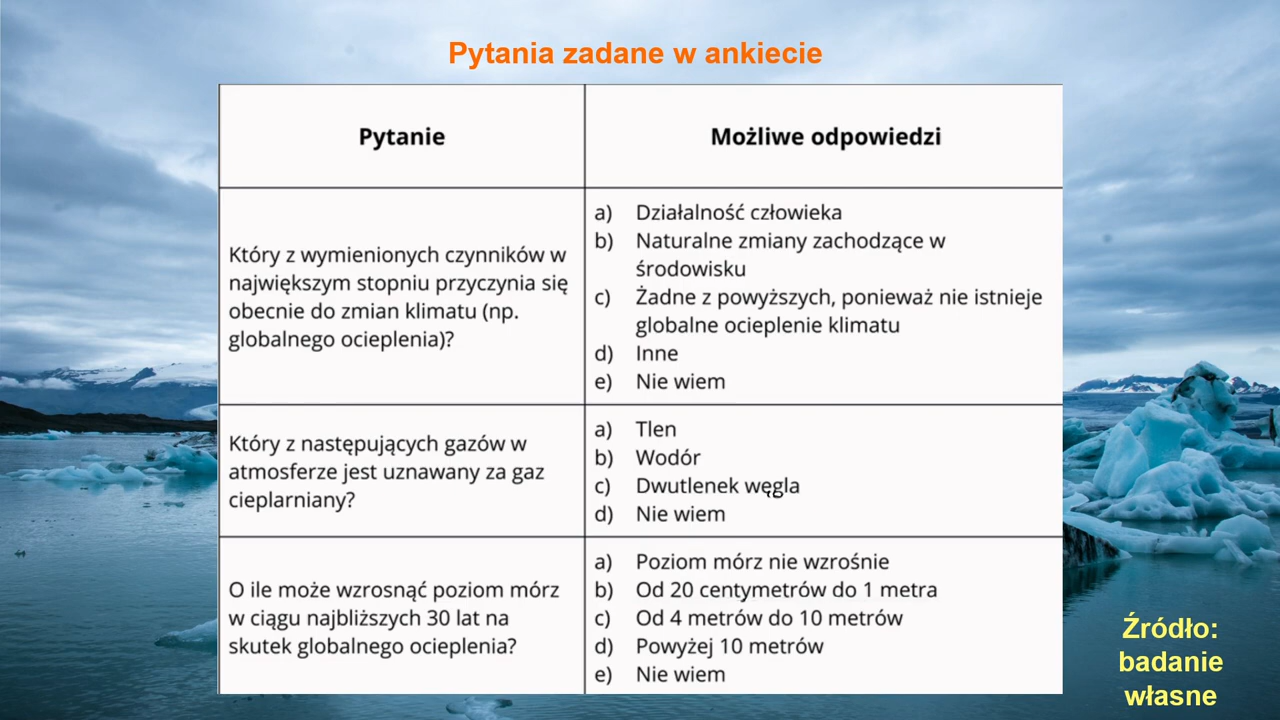 Pytania zadane w ankiecie
Pytanie
Możliwe odpowiedzi
Który z wymienionych czynników w
największym stopniu przyczynia się
obecnie do zmian klimatu (np.
globalnego ocieplenia)?
a) Działalność człowieka
b) Naturalne zmiany zachodzące w
środowisku
c) Żadne z powyższych, ponieważ nie istnieje
globalne ocieplenie klimatu
d) Inne
e) Nie wiem
Który z następujących gazów w
atmosferze jest uznawany za gaz
cieplarniany?
a) Tlen
b) Wodór
c) Dwutlenek węgla
d) Nie wiem
O ile może wzrosnąć poziom mórz
w ciągu najbliższych 30 lat na
skutek globalnego ocieplenia?
a) Poziom mórz nie wzrośnie
b) Od 20 centymetrów do 1 metra
c) Od 4 metrów do 10 metrów
d) Powyżej 10 metrów
e) Nie wiem
Źródło:
badanie
własne